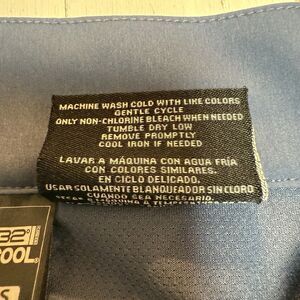 MACHINE WASH COLD WITH LIKE COLORS
GENTLE CYCLE
ONLY NON-CHLORINE BLEACH WHEN NEEDED
TUMBLE DRY LOW
REMOVE PROMPTLY
COOL IRON IF NEEDED
LAVAR A MÁQUINA CON AGUA FRÍA
CON COLORES SIMILARES.
EN CICLO DELICADO.
USAR SOLAMENTE BLANQUEADOR SIN CLORO
CUANDO SEA NECESARIO.
32°
COOL
S